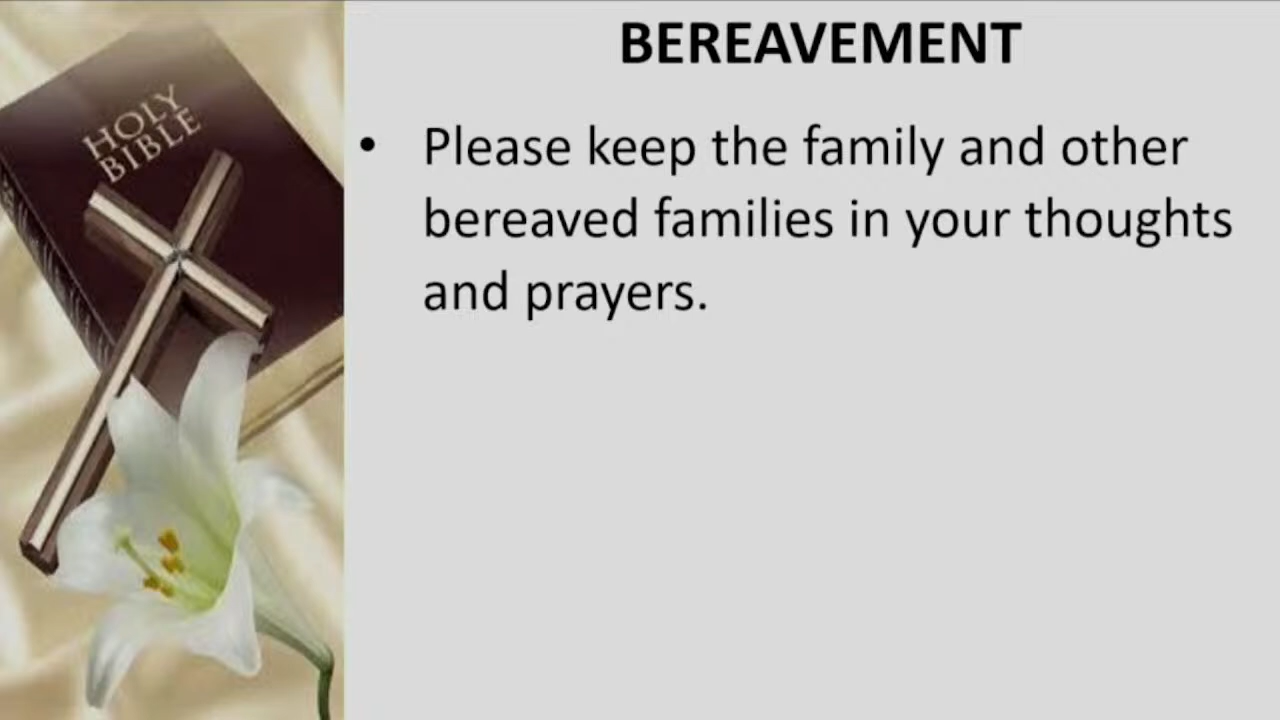 BEREAVEMENT
HOLY
BIBLE
• Please keep the family and other
bereaved families in your thoughts
and prayers.